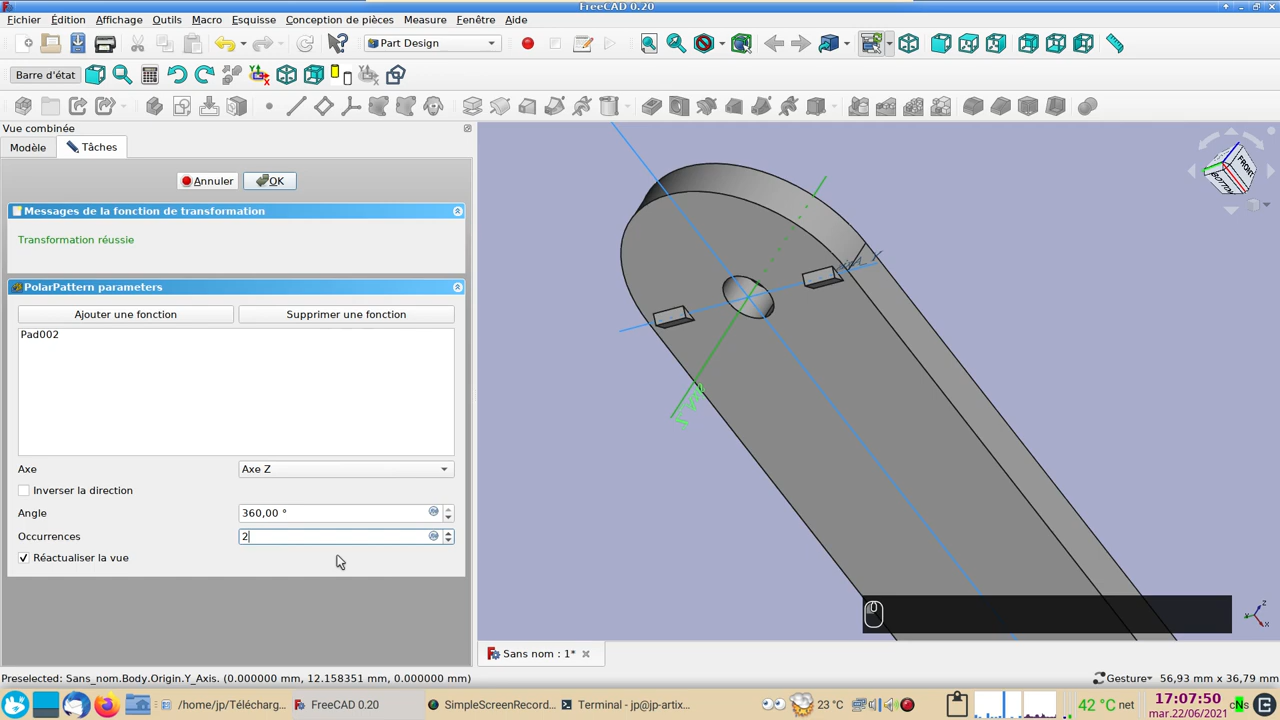 FreeCAD 0.20
Fichier Édition Affichage Outils Macro Esquisse Conception de pièces Measure Fenêtre Aide
Part Design
Barre d'état
Vue combinée
Modèle Tâches
Annuler OK
Messages de la fonction de transformation
Transformation réussie
PolarPattern parameters
Ajouter une fonction Supprimer une fonction
Pad002
Axe Axe Z
Inverser la direction
Angle 360,00 °
Occurrences 2
Réactualiser la vue
FRONT
BOTTOM
Sans nom : 1*
Preselected: Sans_nom.Body.Origin.Y_Axis. (0.000000 mm, 12.158351 mm, 0.000000 mm) Gesture 56,93 mm x 36,79 mm
/home/jp/Télécharg... FreeCAD 0.20 SimpleScreenRecord... Terminal - jp@jp-artix... 23 °C 42 °C net 17:07:50 cNs
mar.22/06/2021